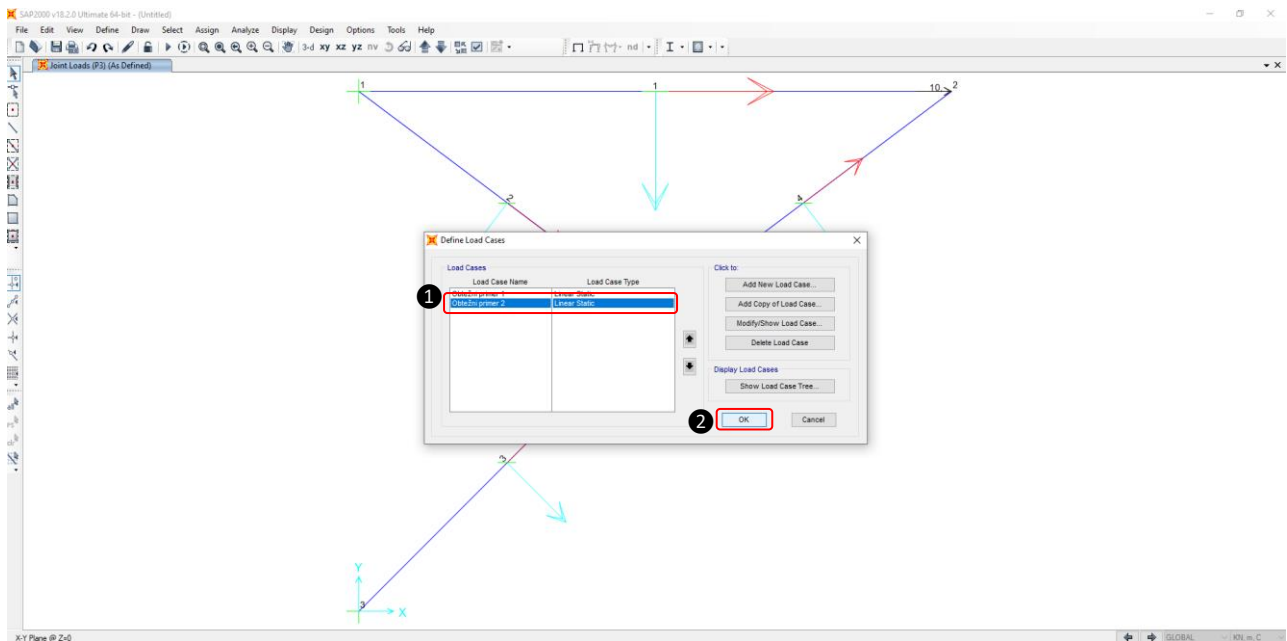 SAP2000 v18.2.0 Ultimate 64-bit - (Untitled)
File Edit View Define Draw Select Assign Analyze Display Design Options Tools Help
3-d xy xz yz nv nd
Joint Loads (P3) (As Defined)
1 1 10. 2
2 4
Define Load Cases
Load Cases Click to:
Load Case Name Load Case Type Add New Load Case...
1 Obtežni primer 1 Linear Static
Obtežni primer 2 Linear Static Add Copy of Load Case...
Modify/Show Load Case...
Delete Load Case
Display Load Cases
Show Load Case Tree...
2 OK Cancel
3
Y
3 X
X-Y Plane @ Z=0 GLOBAL KN, m, C